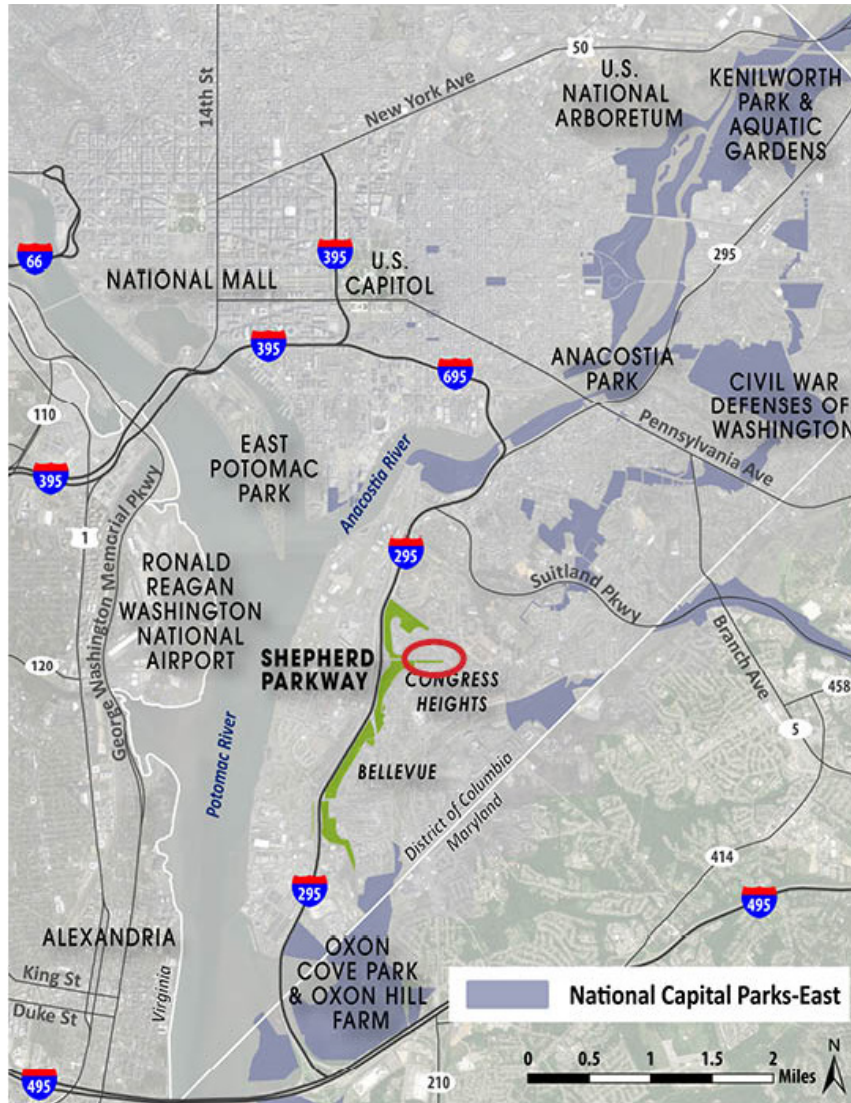 50
U.S.
NATIONAL
ARBORETUM
KENILWORTH
PARK &
AQUATIC
GARDENS
14th St
New York Ave
66
395
295
NATIONAL MALL
U.S.
CAPITOL
395
695
ANACOSTIA
PARK
CIVIL WAR
DEFENSES OF
WASHINGTON
110
395
EAST
POTOMAC
PARK
Anacostia River
Pennsylvania Ave
George Washington Memorial Pkwy
1
RONALD
REAGAN
WASHINGTON
NATIONAL
AIRPORT
295
Suitland Pkwy
Branch Ave
120
SHEPHERD
PARKWAY
CONGRESS
HEIGHTS
458
5
Potomac River
BELLEVUE
District of Columbia
Maryland
414
295
495
ALEXANDRIA
King St
Duke St
Virginia
OXON
COVE PARK
& OXON HILL
FARM
National Capital Parks-East
0 0.5 1 1.5 2
Miles
N
495
210